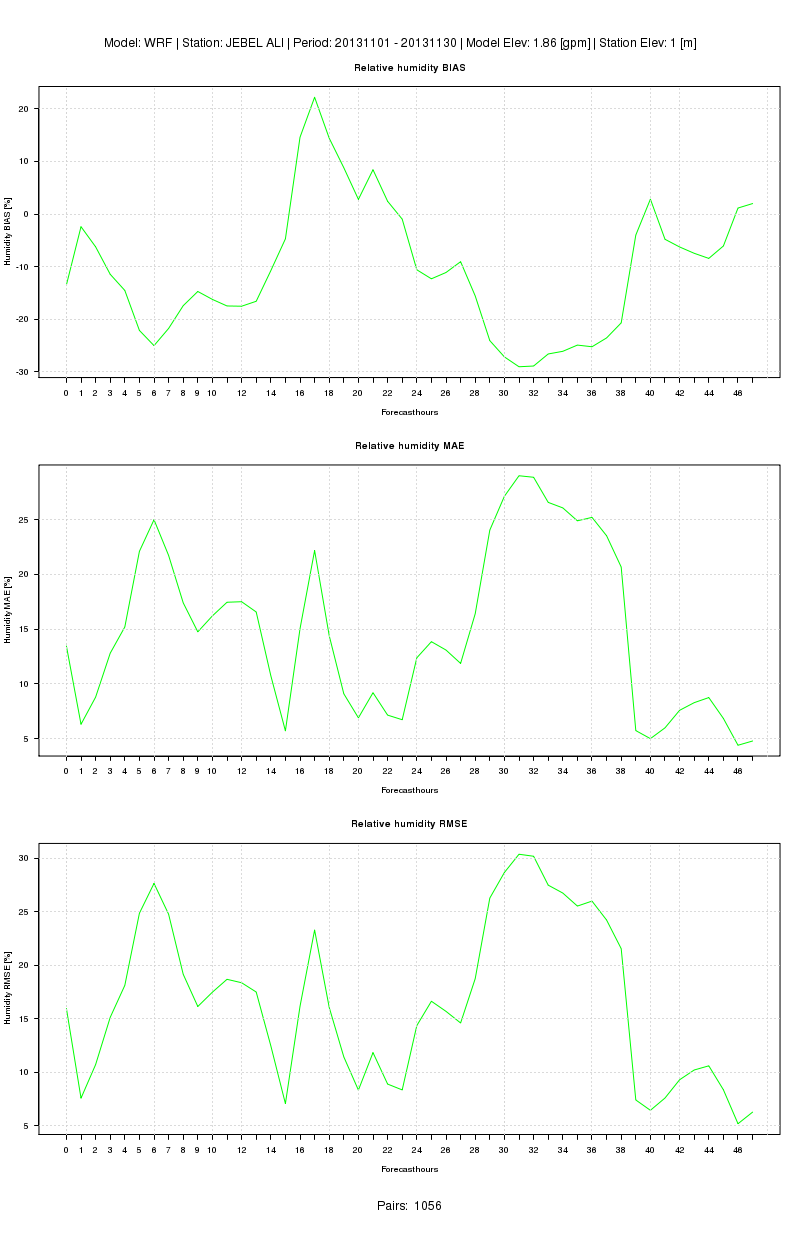 Model: WRF | Station: JEBEL ALI | Period: 20131101 - 20131130 | Model Elev: 1.86 [gpm] | Station Elev: 1 [m]
Relative humidity BIAS
Humidity BIAS [%]
20
10
0
-10
-20
-30
0 1 2 3 4 5 6 7 8 9 10 12 14 16 18 20 22 24 26 28 30 32 34 36 38 40 42 44 46
Forecasthours
Relative humidity MAE
Humidity MAE [%]
25
20
15
10
5
0 1 2 3 4 5 6 7 8 9 10 12 14 16 18 20 22 24 26 28 30 32 34 36 38 40 42 44 46
Forecasthours
Relative humidity RMSE
Humidity RMSE [%]
30
25
20
15
10
5
0 1 2 3 4 5 6 7 8 9 10 12 14 16 18 20 22 24 26 28 30 32 34 36 38 40 42 44 46
Forecasthours
Pairs: 1056